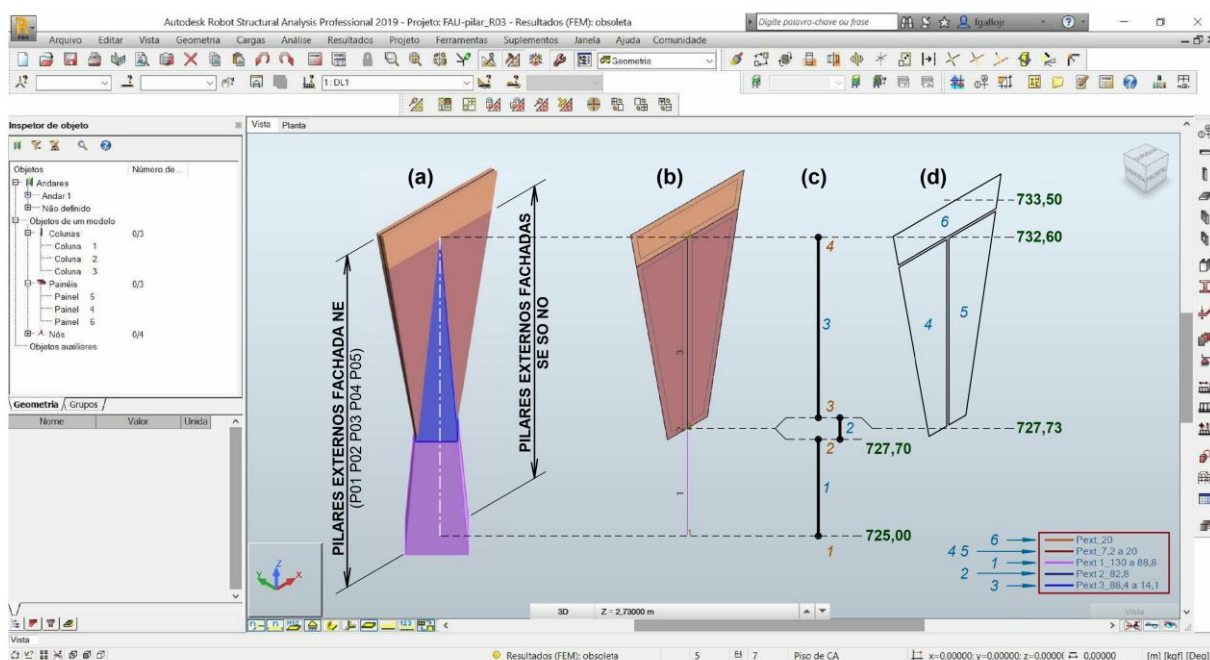 Autodesk Robot Structural Analysis Professional 2019 - Projeto: FAU-pilar_R03 - Resultados (FEM): obsoleta
Digite palavra-chave ou frase
fgallojr
Arquivo Editar Vista Geometria Cargas Análise Resultados Projeto Ferramentas Suplementos Janela Ajuda Comunidade
Geometria
1:DL1
Inspetor de objeto
Vista Planta
Objetos Número de...
Andares
Andar 1
Não definido
Objetos de um modelo
Colunas 0/3
Coluna 1
Coluna 2
Coluna 3
Painéis 0/3
Painel 5
Painel 4
Painel 6
Nós 0/4
Objetos auxiliares
Geometria Grupos
Nome Valor Unida
(a) (b) (c) (d)
PILARES EXTERNOS FACHADA NE
(P01 P02 P03 P04 P05)
PILARES EXTERNOS FACHADAS
SE SO NO
733,50
6
732,60
4
3
3
4 5
3
2
727,73
2
727,70
1
1
725,00
1
6 Pext_20
4 5 Pext_7,2 a 20
1 Pext 1_130 a 88,8
2 Pext 2_82,8
3 Pext 3_88,4 a 14,1
Z Y X
3D Z = 2,73000 m
Vista
Vista
Resultados (FEM): obsoleta 5 7 Piso de CA x=0.00000; y=0.00000; z=0.00000 0,00000 [m] [kgf] [Deg]